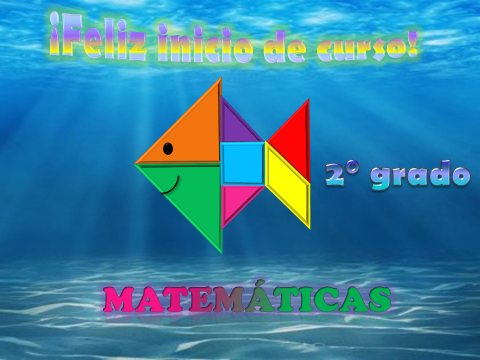 ¡Feliz inicio de curso!
2° grado
MATEMÁTICAS